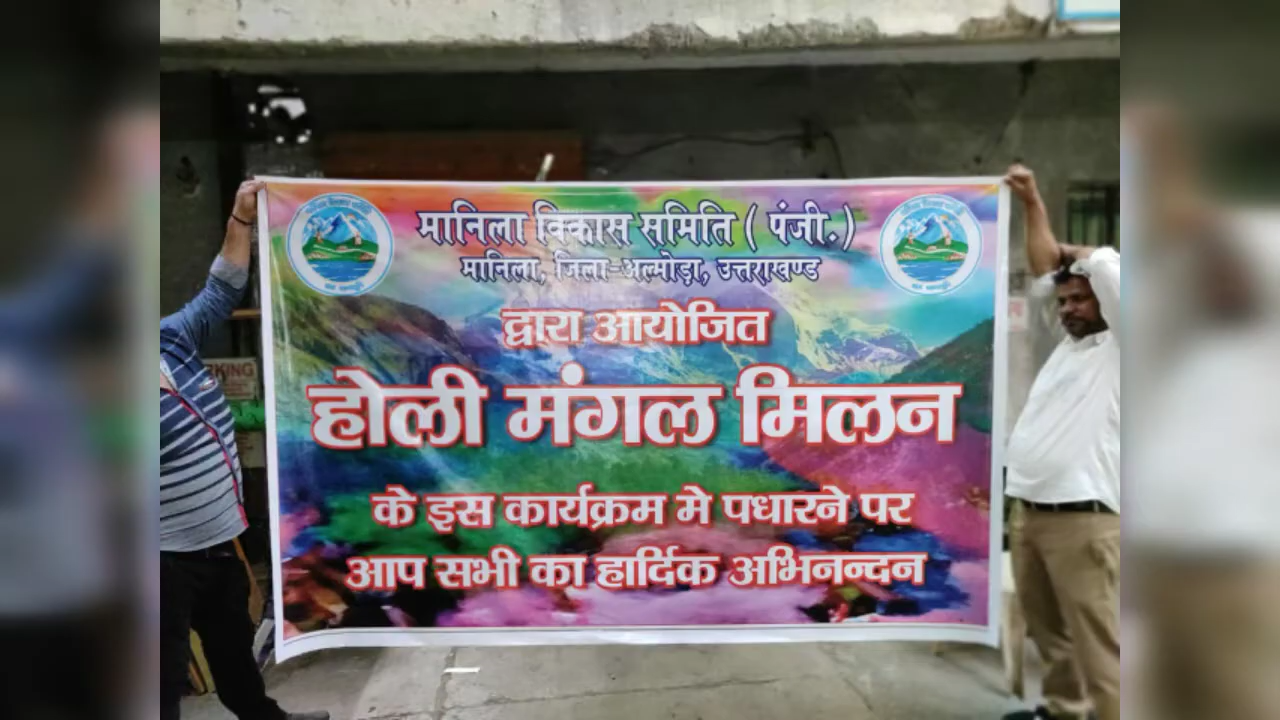 मानिला विकास समिति ( पंजी.)
मानिला, जिला-अल्मोड़ा, उत्तराखण्ड
द्वारा आयोजित
होली मंगल मिलन
के इस कार्यक्रम मे पधारने पर
आप सभी का हार्दिक अभिनन्दन